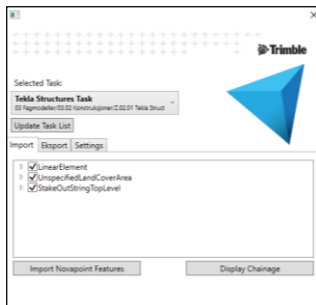 Trimble
Selected Task:
Tekla Structures Task
03 Fagmodeller/03.02 Konstruksjoner/Z.02.01 Tekla Struct
Update Task List
Import Eksport Settings
LinearElement
UnspecifiedLandCoverArea
StakeOutStringTopLevel
Import Novapoint Features Display Chainage